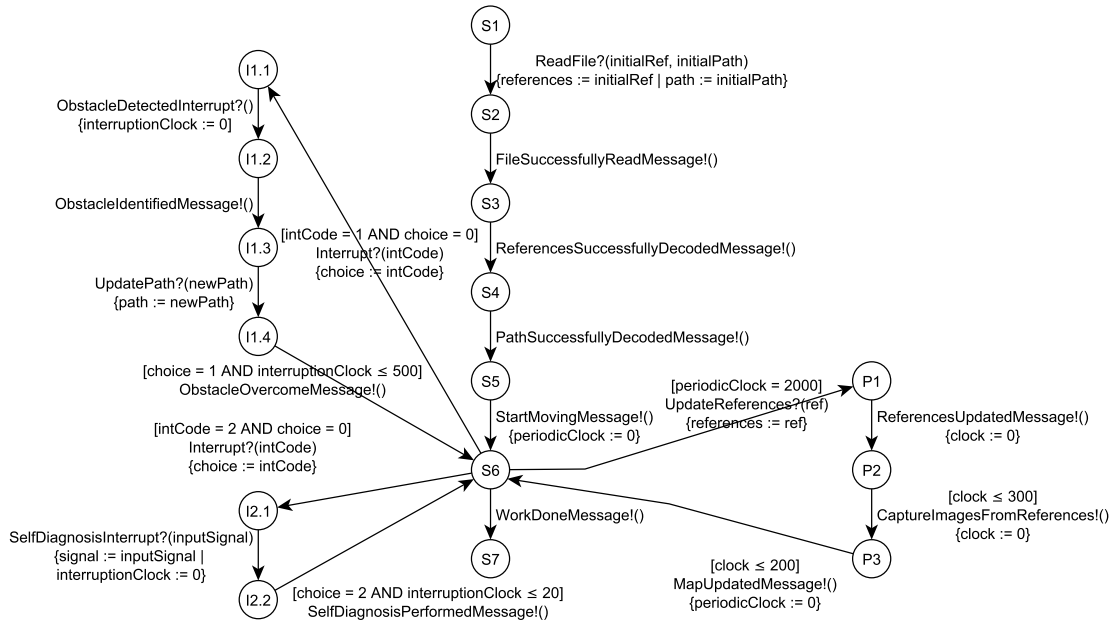 S1
ReadFile?(initialRef, initialPath)
{references := initialRef | path := initialPath}
S2
FileSuccessfullyReadMessage!()
S3
ReferencesSuccessfullyDecodedMessage!()
S4
PathSuccessfullyDecodedMessage!()
S5
StartMovingMessage!()
{periodicClock := 0}
S6
WorkDoneMessage!()
S7
I1.1
ObstacleDetectedInterrupt?()
{interruptionClock := 0]
I1.2
ObstacleIdentifiedMessage!()
I1.3
UpdatePath?(newPath)
{path := newPath}
I1.4
[intCode = 1 AND choice = 0]
Interrupt?(intCode)
{choice := intCode}
[choice = 1 AND interruptionClock ≤ 500]
ObstacleOvercomeMessage!()
[intCode = 2 AND choice = 0]
Interrupt?(intCode)
{choice := intCode}
I2.1
SelfDiagnosisInterrupt?(inputSignal)
{signal := inputSignal |
interruptionClock := 0}
I2.2
[choice = 2 AND interruptionClock ≤ 20]
SelfDiagnosisPerformedMessage!()
[periodicClock = 2000]
UpdateReferences?(ref)
{references := ref}
P1
ReferencesUpdatedMessage!()
{clock := 0}
P2
[clock ≤ 300]
CaptureImagesFromReferences!()
{clock := 0}
P3
[clock ≤ 200]
MapUpdatedMessage!()
{periodicClock := 0}